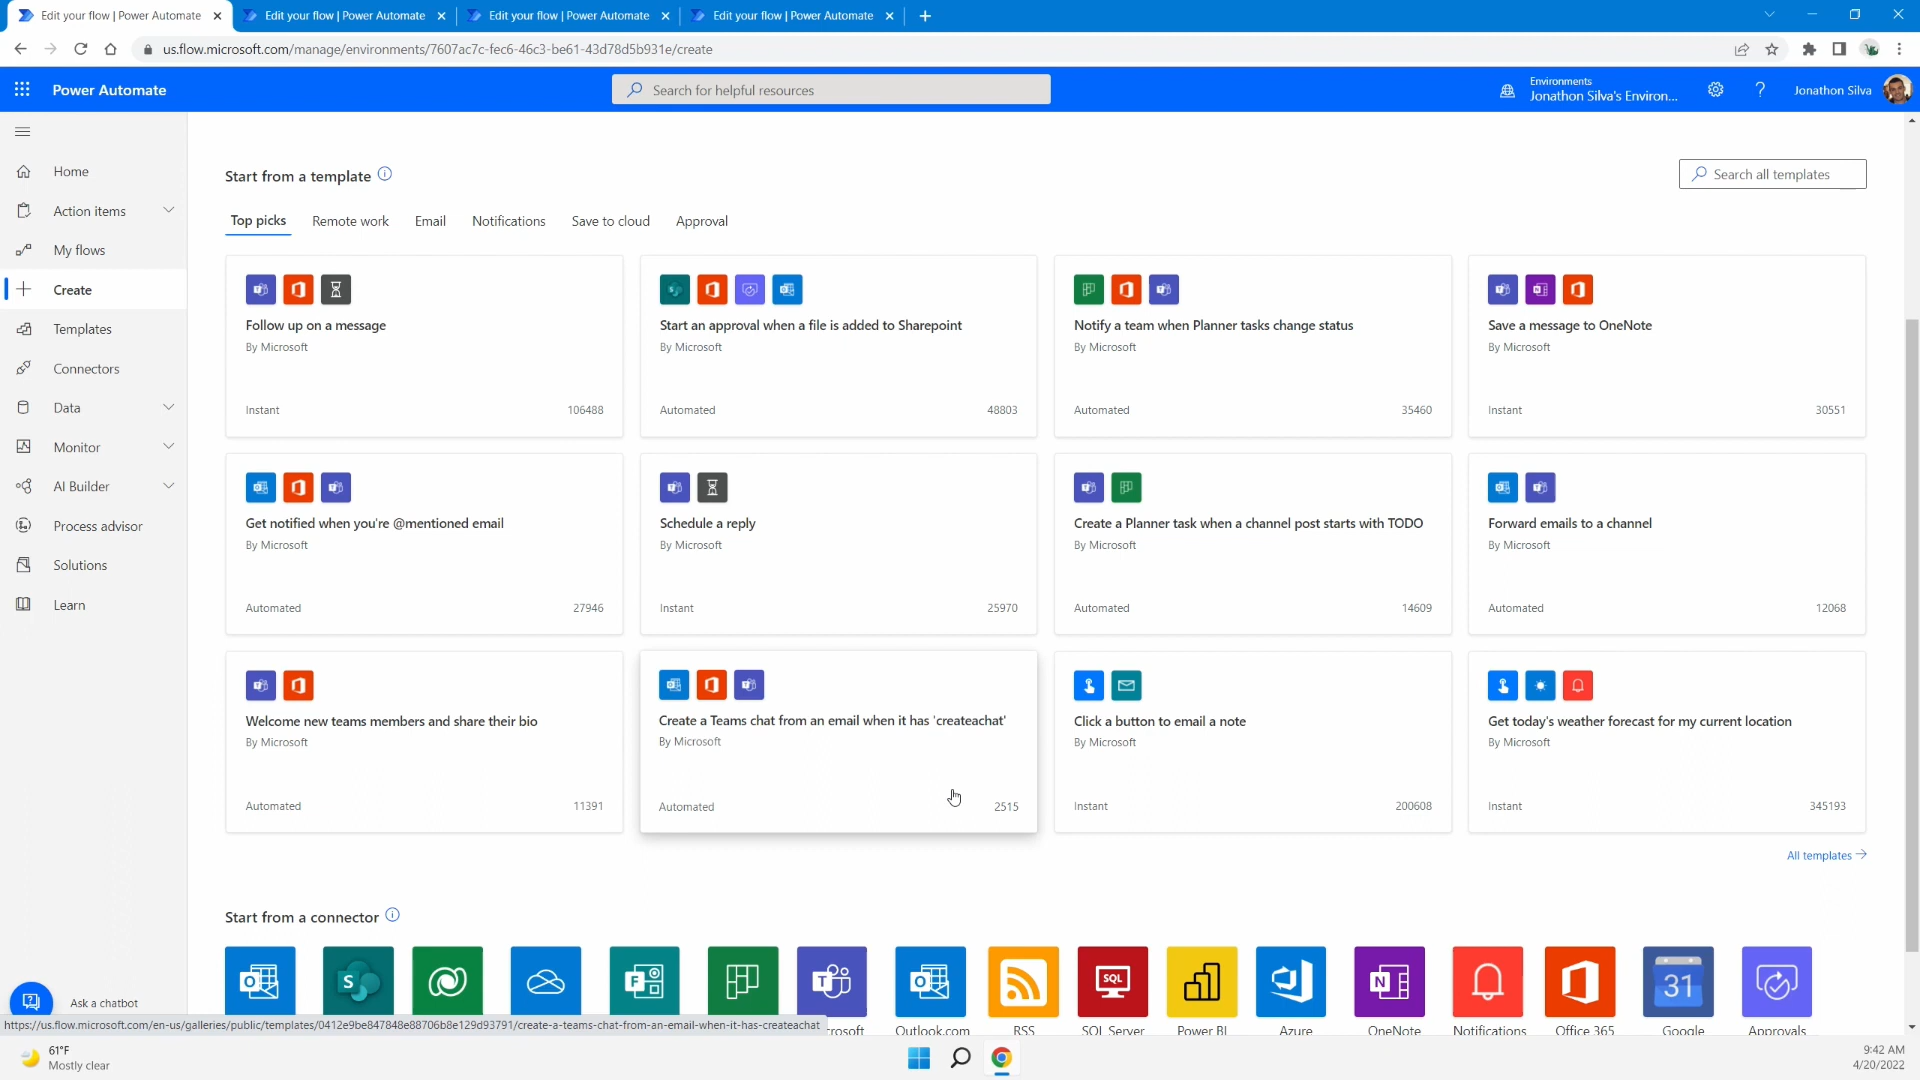 Edit your flow | Power Automate
Edit your flow | Power Automate
Edit your flow | Power Automate
Edit your flow | Power Automate
us.flow.microsoft.com/manage/environments/7607ac7c-fec6-46c3-be61-43d78d5b931e/create
Power Automate
Search for helpful resources
Environments
Jonathon Silva's Environ...
Jonathon Silva
Home
Action items
My flows
Create
Templates
Connectors
Data
Monitor
AI Builder
Process advisor
Solutions
Learn
Ask a chatbot
Start from a template
Search all templates
Top picks
Remote work
Email
Notifications
Save to cloud
Approval
Follow up on a message
By Microsoft
Instant
106488
Start an approval when a file is added to Sharepoint
By Microsoft
Automated
48803
Notify a team when Planner tasks change status
By Microsoft
Automated
35460
Save a message to OneNote
By Microsoft
Instant
30551
Get notified when you're @mentioned email
By Microsoft
Automated
27946
Schedule a reply
By Microsoft
Instant
25970
Create a Planner task when a channel post starts with TODO
By Microsoft
Automated
14609
Forward emails to a channel
By Microsoft
Automated
12068
Welcome new teams members and share their bio
By Microsoft
Automated
11391
Create a Teams chat from an email when it has 'createachat'
By Microsoft
Automated
2515
Click a button to email a note
By Microsoft
Instant
200608
Get today's weather forecast for my current location
By Microsoft
Instant
345193
All templates
Start from a connector
SQL
31
rosoft
Outlook.com
RSS
SQL Server
Power BI
Azure
OneNote
Notifications
Office 365
Google
Approvals
https://us.flow.microsoft.com/en-us/galleries/public/templates/0412e9be847848e88706b8e129d93791/create-a-teams-chat-from-an-email-when-it-has-createachat
61°F
Mostly clear
9:42 AM
4/20/2022